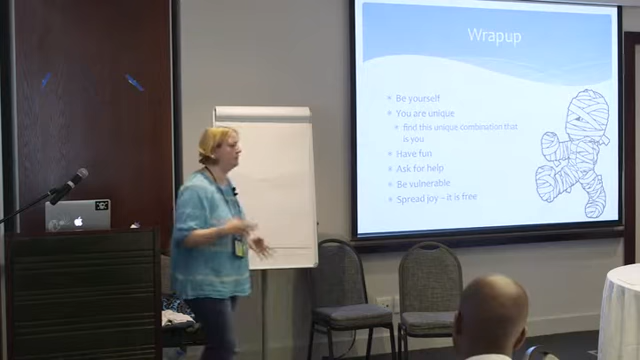 Wrapup
Be yourself
You are unique
find this unique combination that
is you
Have fun
Ask for help
Be vulnerable
Spread joy – it is free